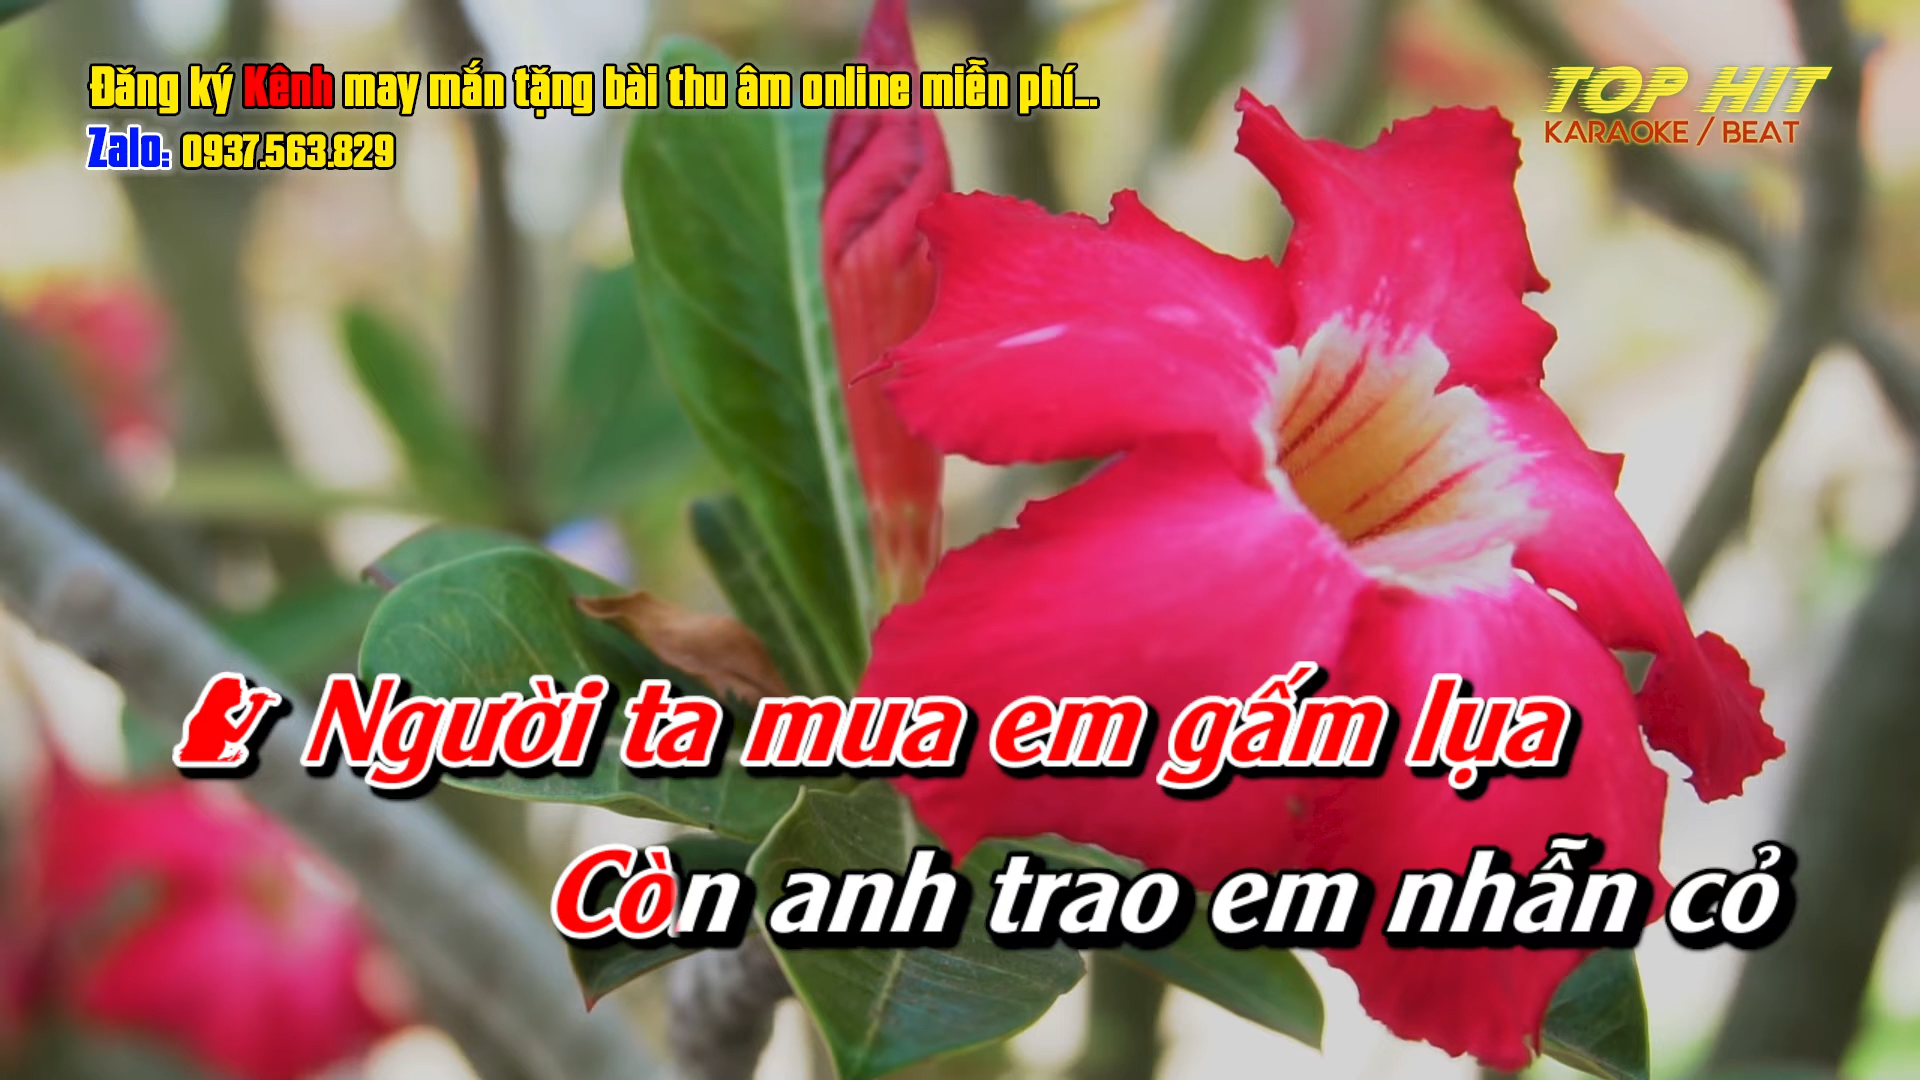 Đăng ký Kênh may mắn tặng bài thu âm online miễn phí...
Zalo: 0937.563.829
TOP HIT
KARAOKE / BEAT
Người ta mua em gấm lụa
Còn anh trao em nhẫn cỏ